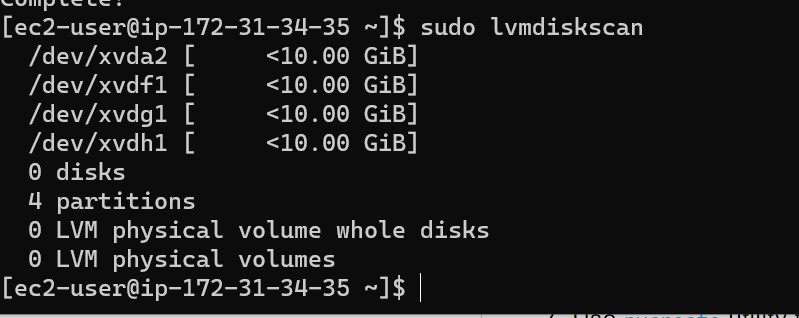 Complete!
[ec2-user@ip-172-31-34-35 ~]$ sudo lvmdiskscan
  /dev/xvda2 [     <10.00 GiB]
  /dev/xvdf1 [     <10.00 GiB]
  /dev/xvdg1 [     <10.00 GiB]
  /dev/xvdh1 [     <10.00 GiB]
  0 disks
  4 partitions
  0 LVM physical volume whole disks
  0 LVM physical volumes
[ec2-user@ip-172-31-34-35 ~]$